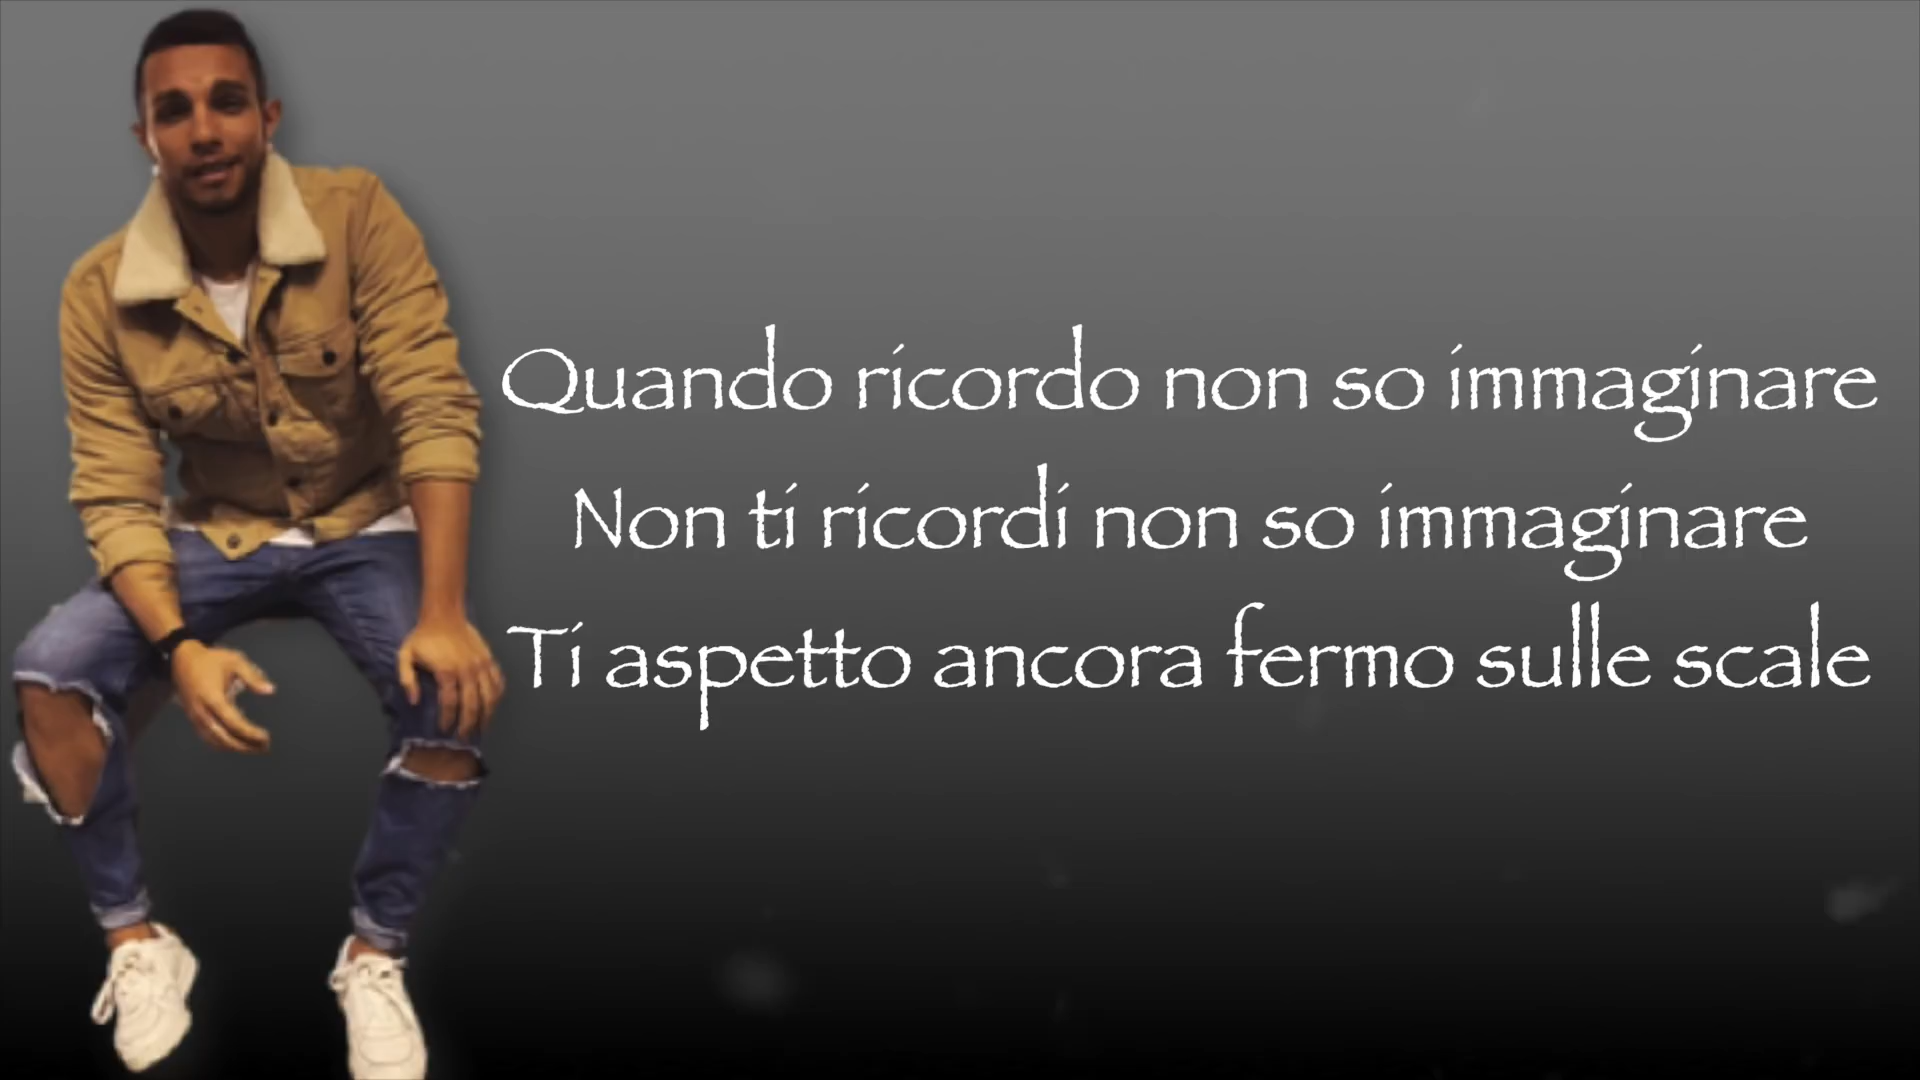 Quando ricordo non so immaginare
Non ti ricordi non so immaginare
Ti aspetto ancora fermo sulle scale